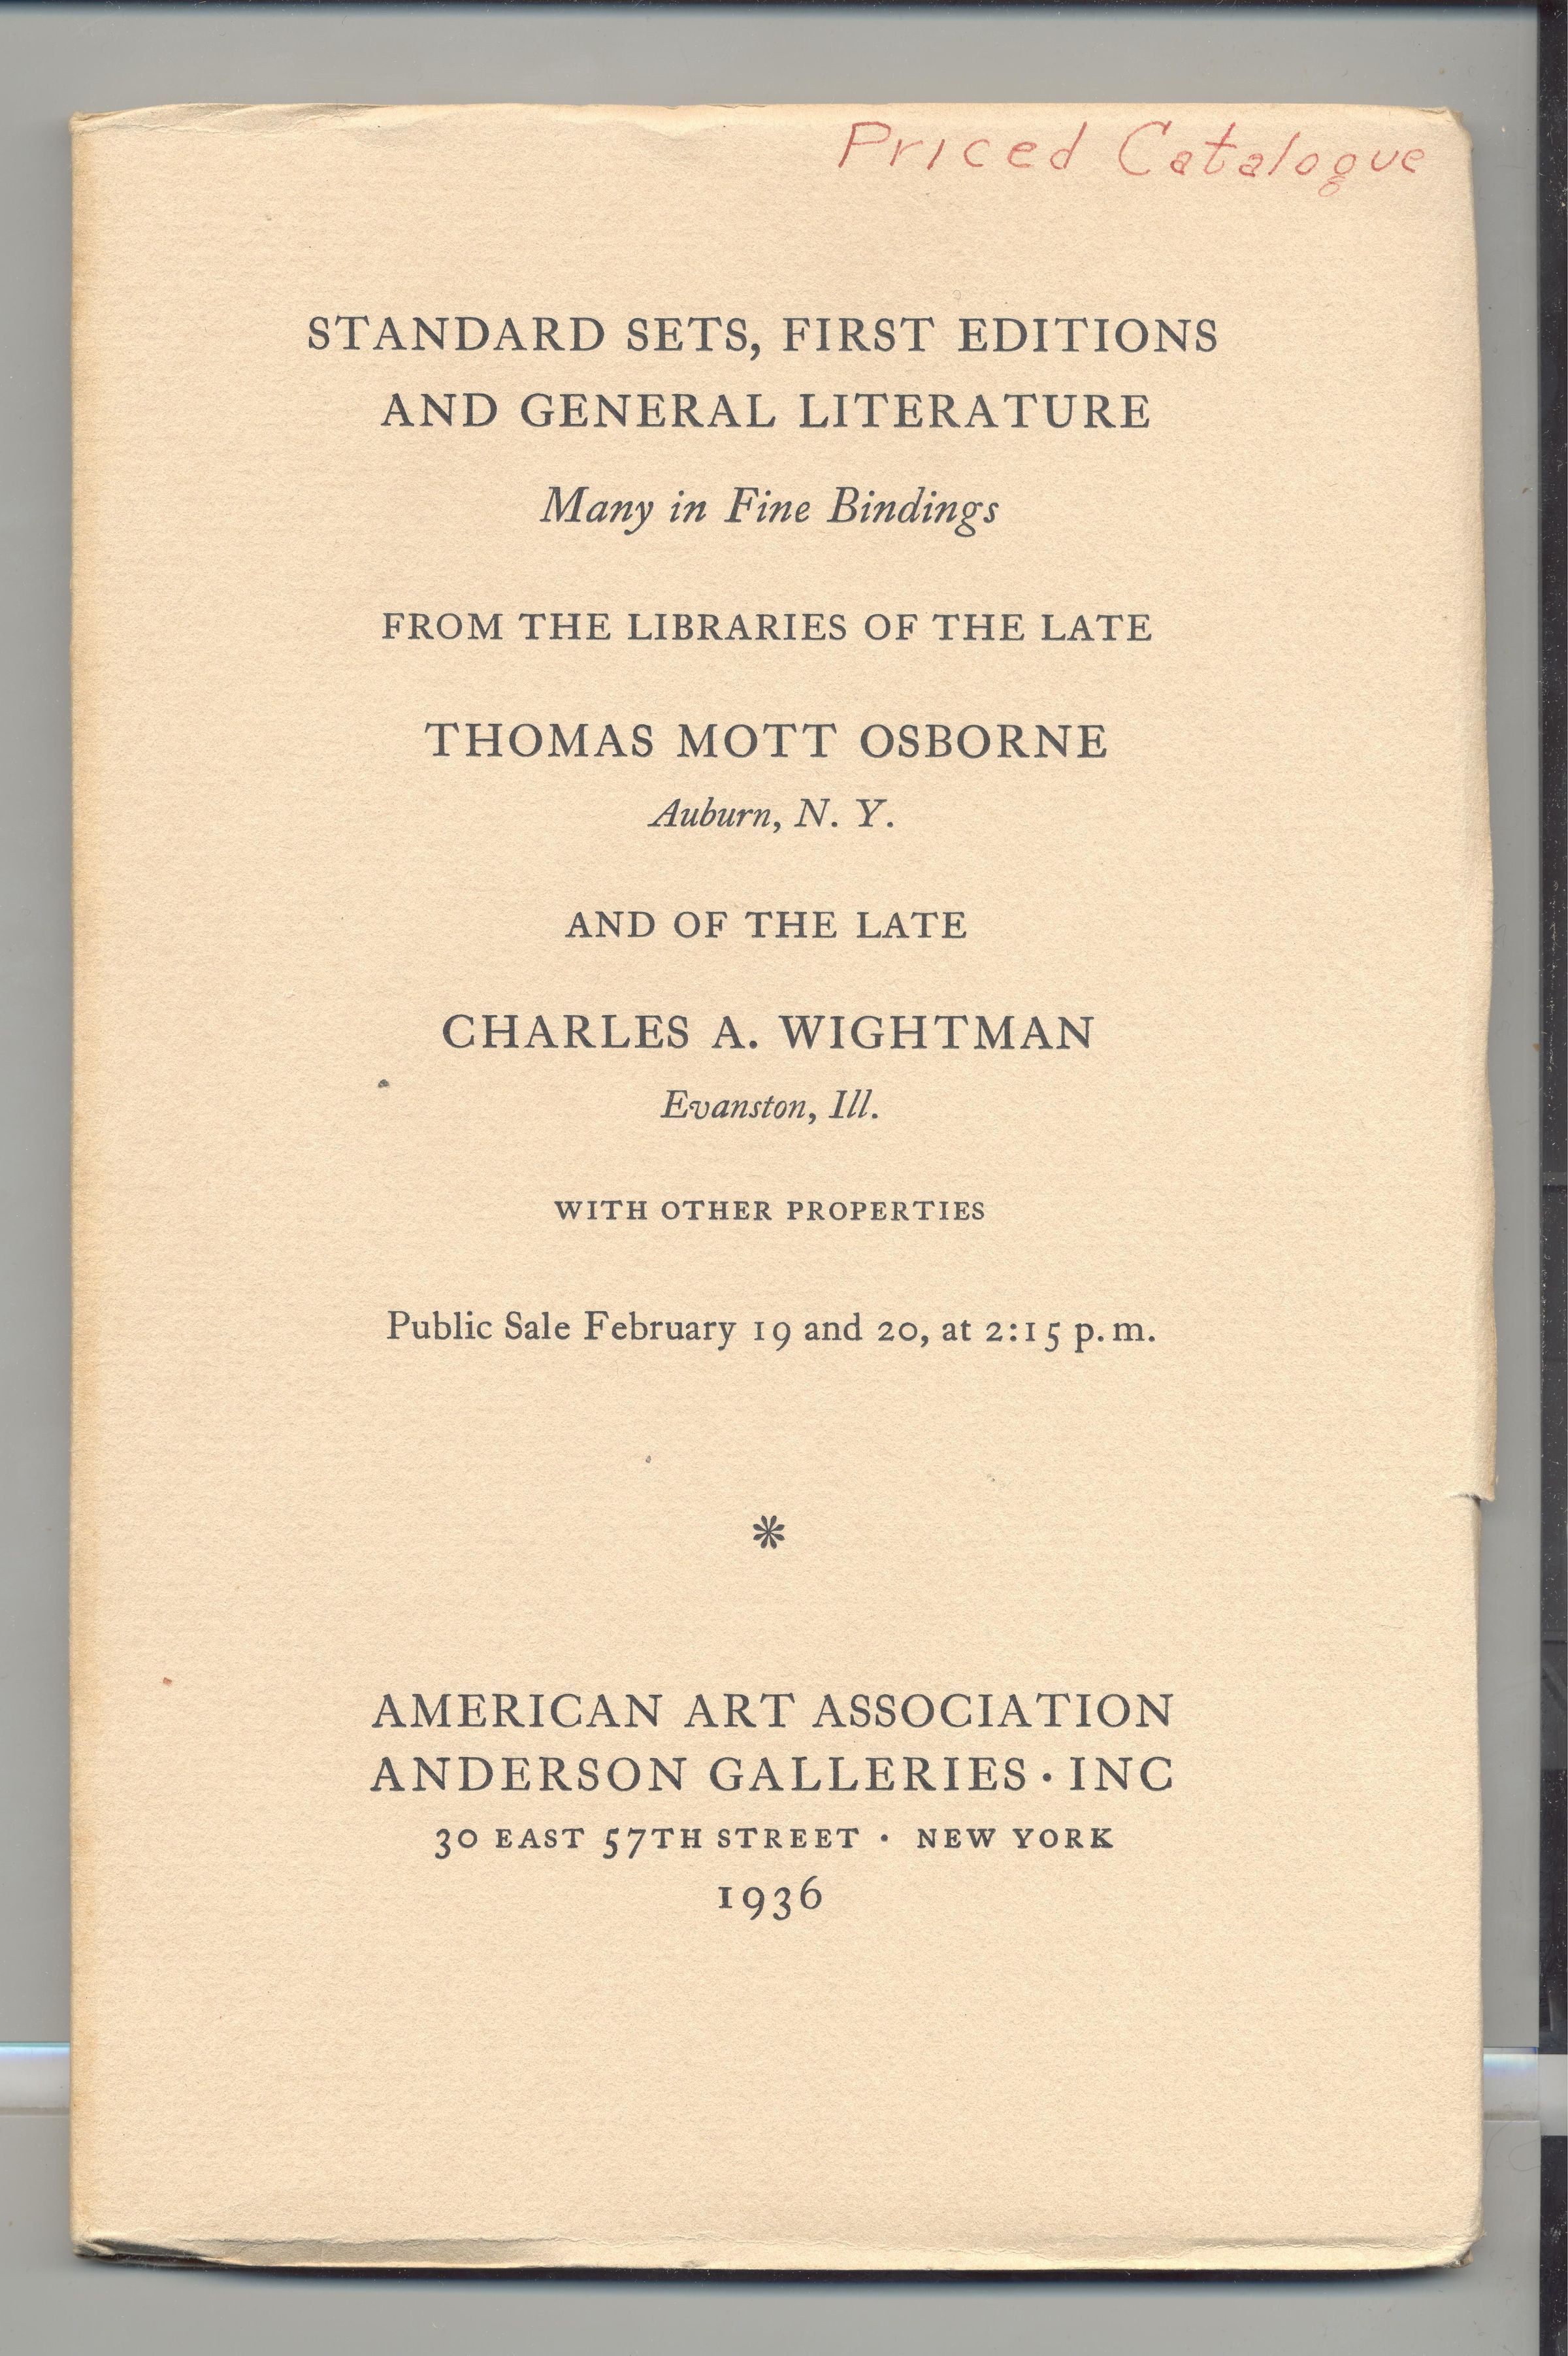 Priced Catalogue
STANDARD SETS, FIRST EDITIONS
AND GENERAL LITERATURE
Many in Fine Bindings
FROM THE LIBRARIES OF THE LATE
THOMAS MOTT OSBORNE
Auburn, N. Y.
AND OF THE LATE
CHARLES A. WIGHTMAN
Evanston, Ill.
WITH OTHER PROPERTIES
Public Sale February 19 and 20, at 2:15 p.m.
*
AMERICAN ART ASSOCIATION
ANDERSON GALLERIES · INC
30 EAST 57TH STREET · NEW YORK
1936